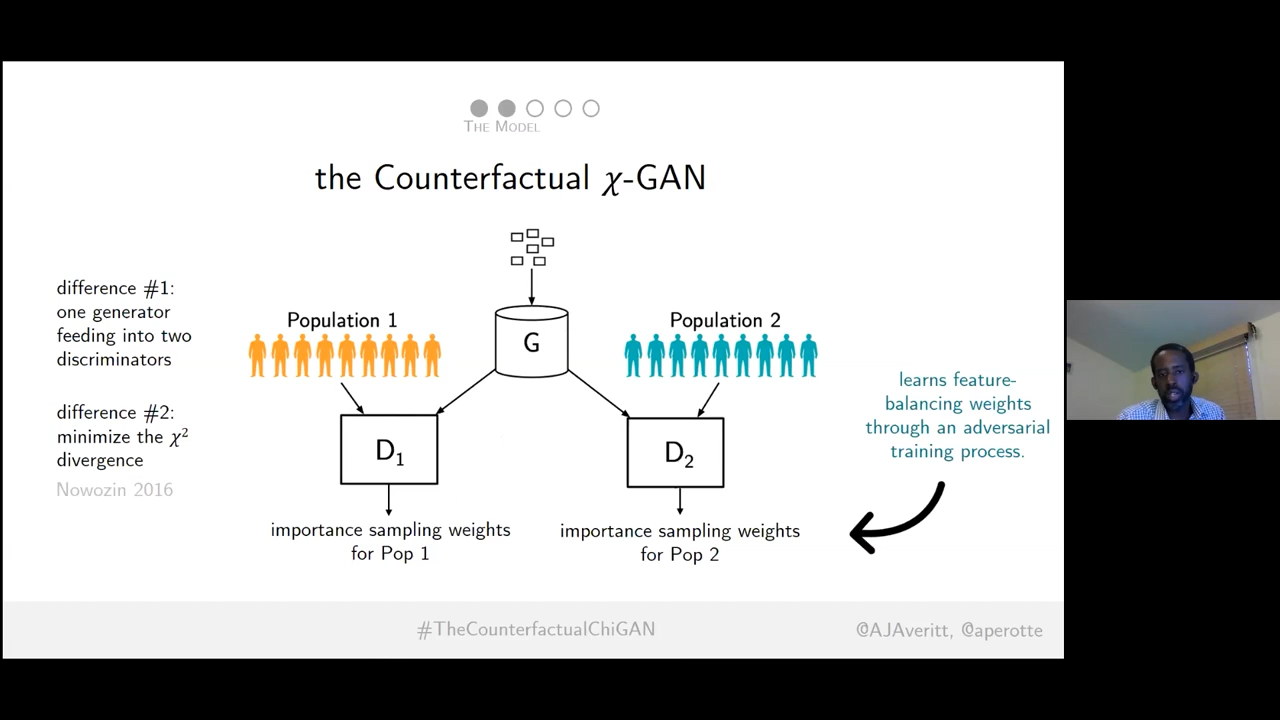 The Model
the Counterfactual χ-GAN
difference #1:
one generator
feeding into two
discriminators
difference #2:
minimize the χ²
divergence
Nowozin 2016
Population 1
G
Population 2
D₁
D₂
importance sampling weights
for Pop 1
importance sampling weights
for Pop 2
learns feature-
balancing weights
through an adversarial
training process.
#TheCounterfactualChiGAN
@AJAveritt, @aperotte